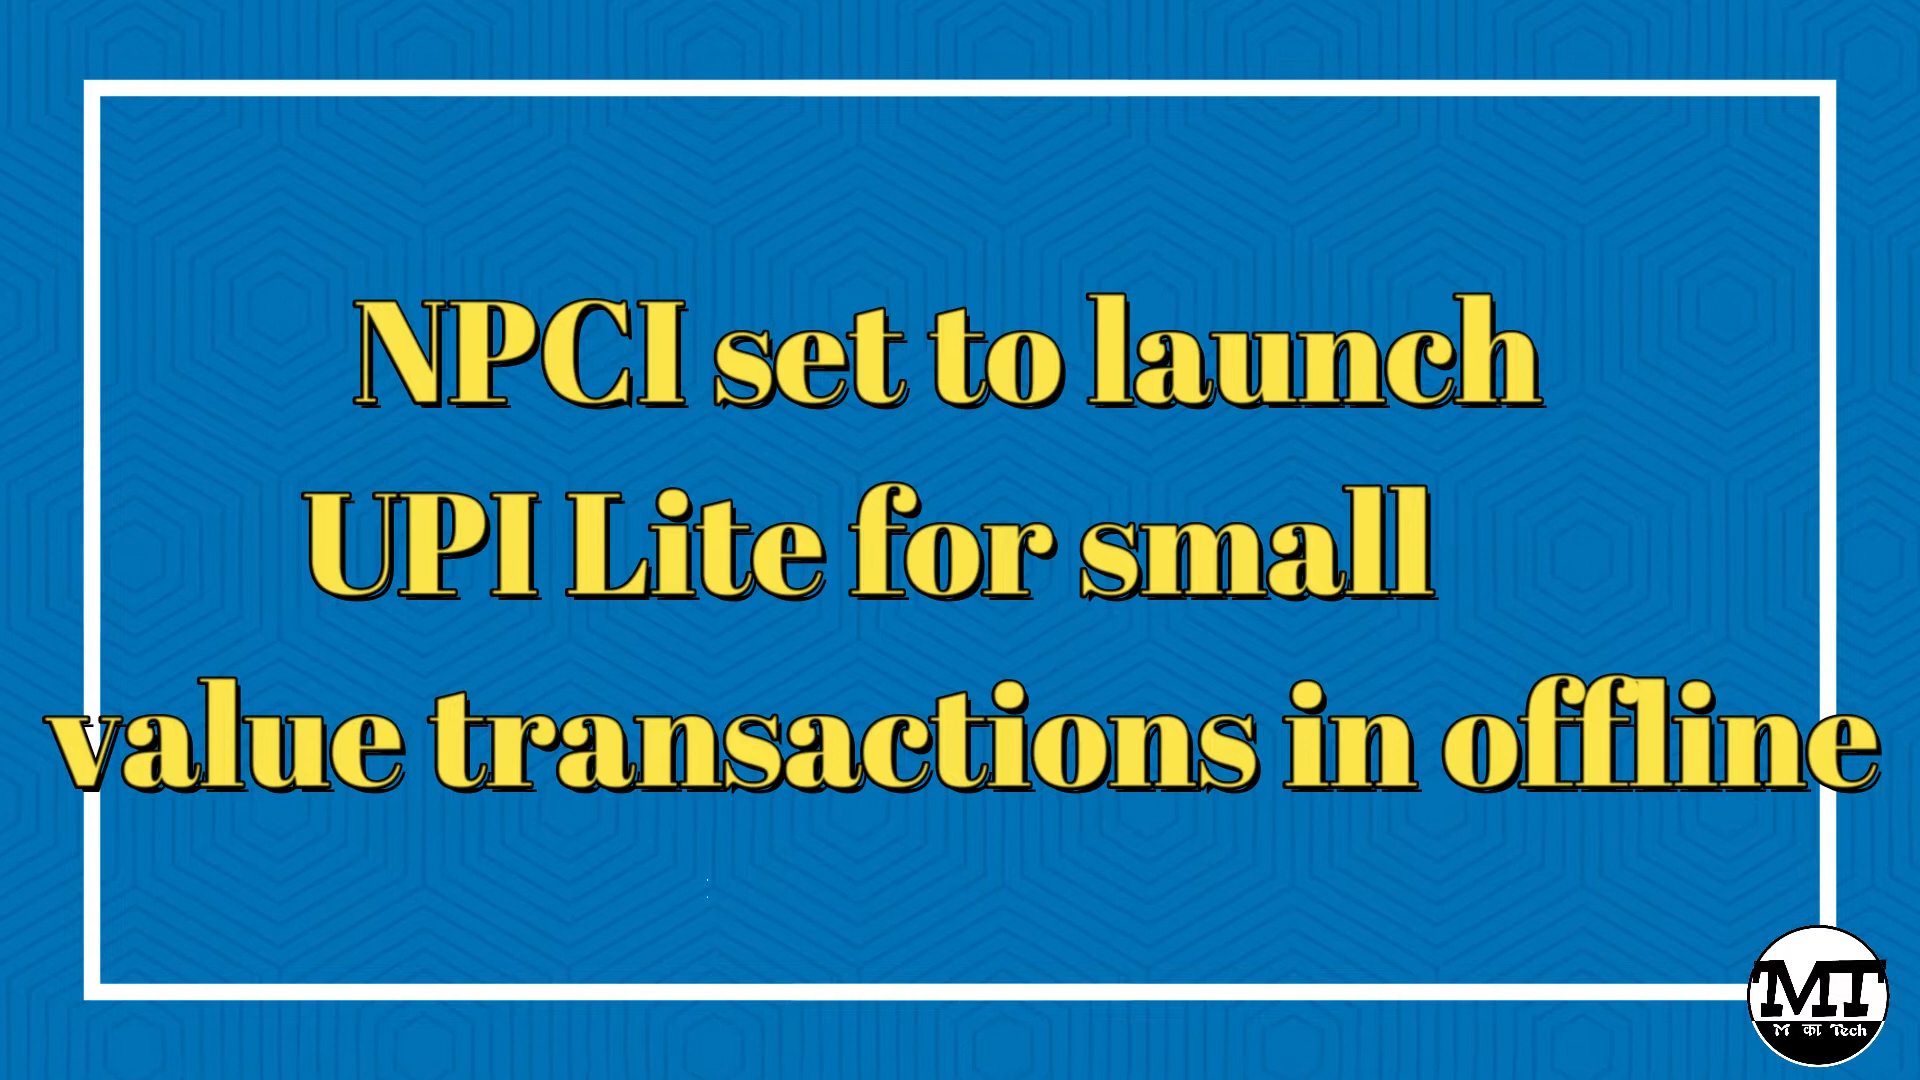 NPCI set to launch
UPI Lite for small
value transactions in offline
MT
M का Tech